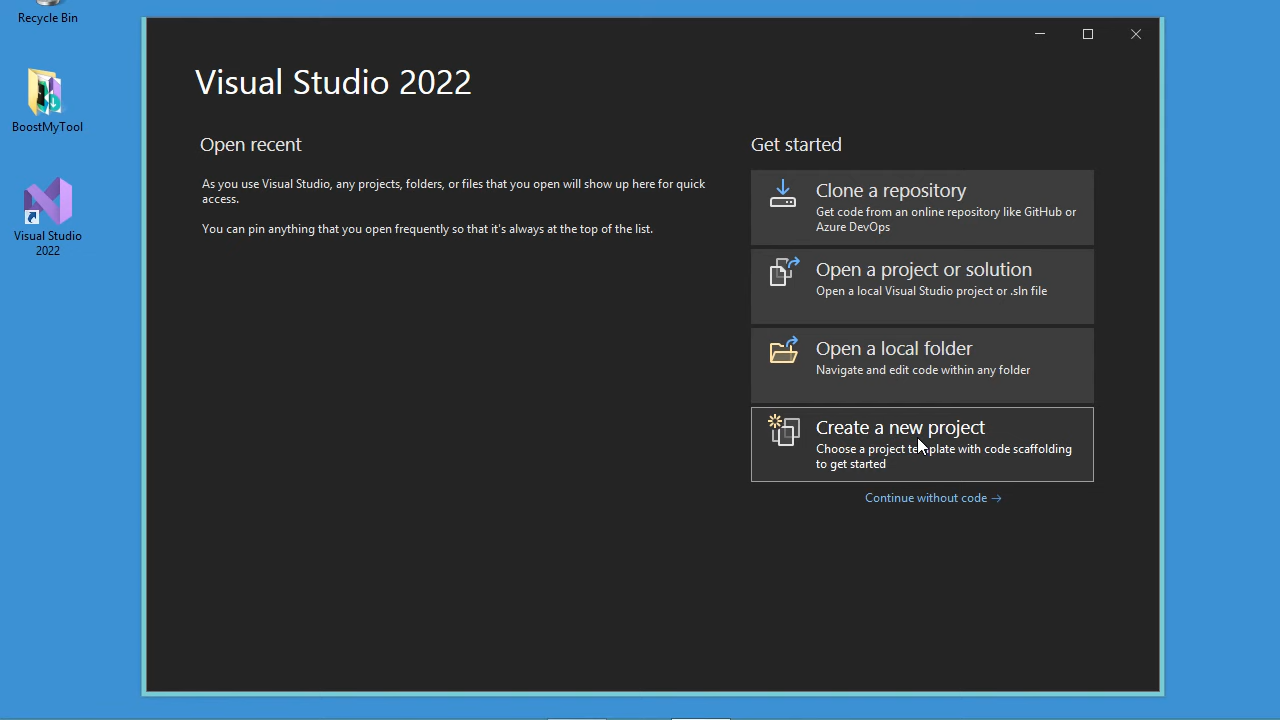 Recycle Bin
BoostMyTool
Visual Studio
2022
Visual Studio 2022
Open recent
As you use Visual Studio, any projects, folders, or files that you open will show up here for quick
access.
You can pin anything that you open frequently so that it's always at the top of the list.
Get started
Clone a repository
Get code from an online repository like GitHub or
Azure DevOps
Open a project or solution
Open a local Visual Studio project or .sln file
Open a local folder
Navigate and edit code within any folder
Create a new project
Choose a project template with code scaffolding
to get started
Continue without code →